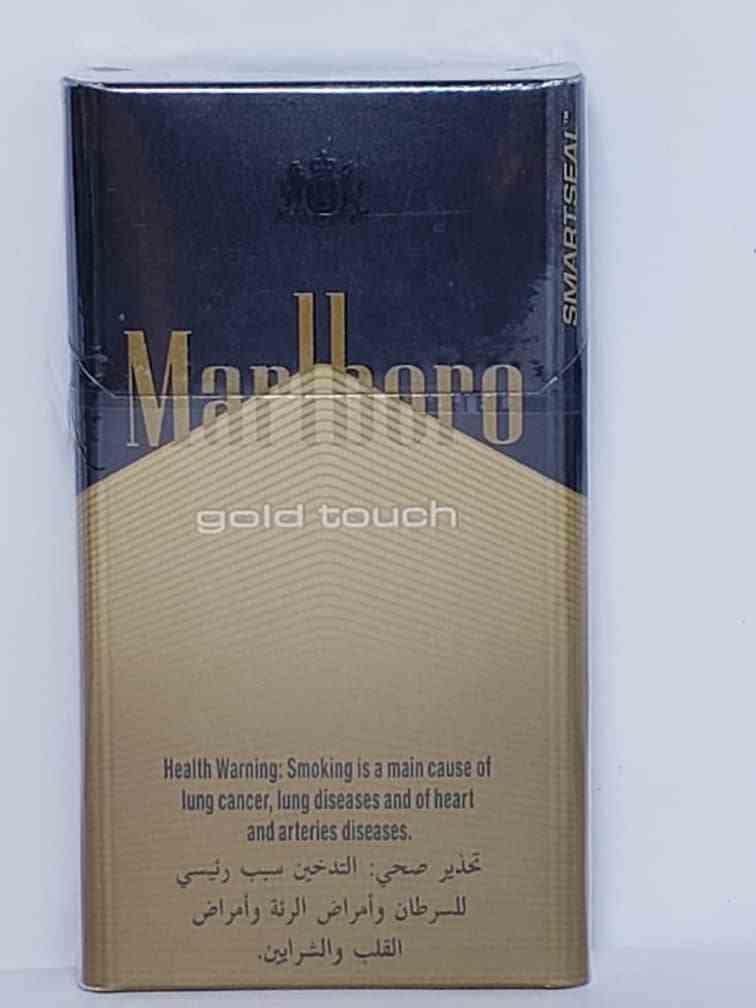 SMARTSEAL™
Marlboro
gold touch
Health Warning: Smoking is a main cause of
lung cancer, lung diseases and of heart
and arteries diseases.
تحذير صحي: التدخين سبب رئيسي
للسرطان وأمراض الرئة وأمراض
القلب والشرايين.